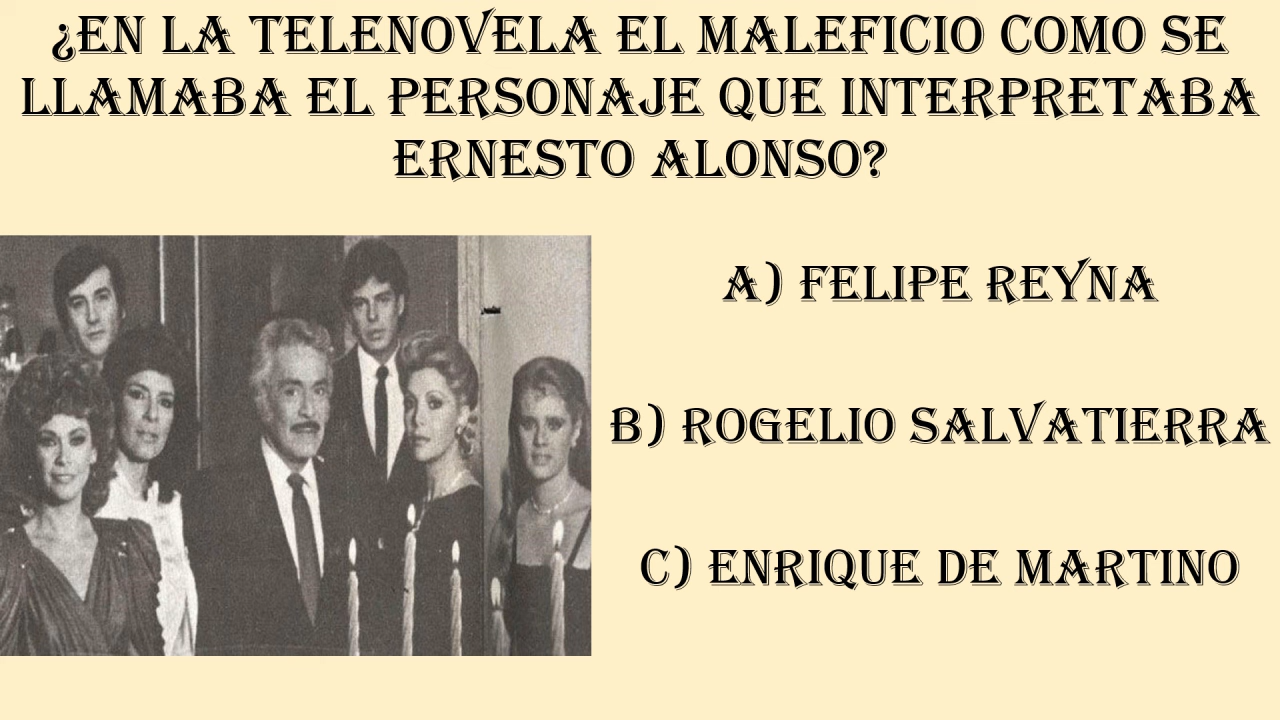 ¿EN LA TELENOVELA EL MALEFICIO COMO SE
LLAMABA EL PERSONAJE QUE INTERPRETABA
ERNESTO ALONSO?
A) FELIPE REYNA
B) ROGELIO SALVATIERRA
C) ENRIQUE DE MARTINO